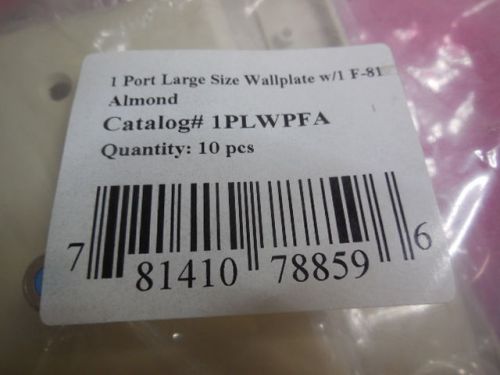 1 Port Large Size Wallplate w/1 F-81
Almond
Catalog# 1PLWPFA
Quantity: 10 pcs
7 81410 78859 6